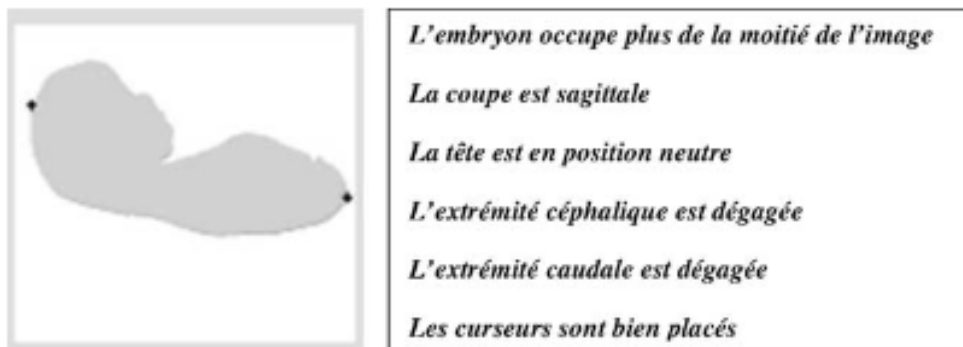 L'embryon occupe plus de la moitié de l'image
La coupe est sagittale
La tête est en position neutre
L'extrémité céphalique est dégagée
L'extrémité caudale est dégagée
Les curseurs sont bien placés